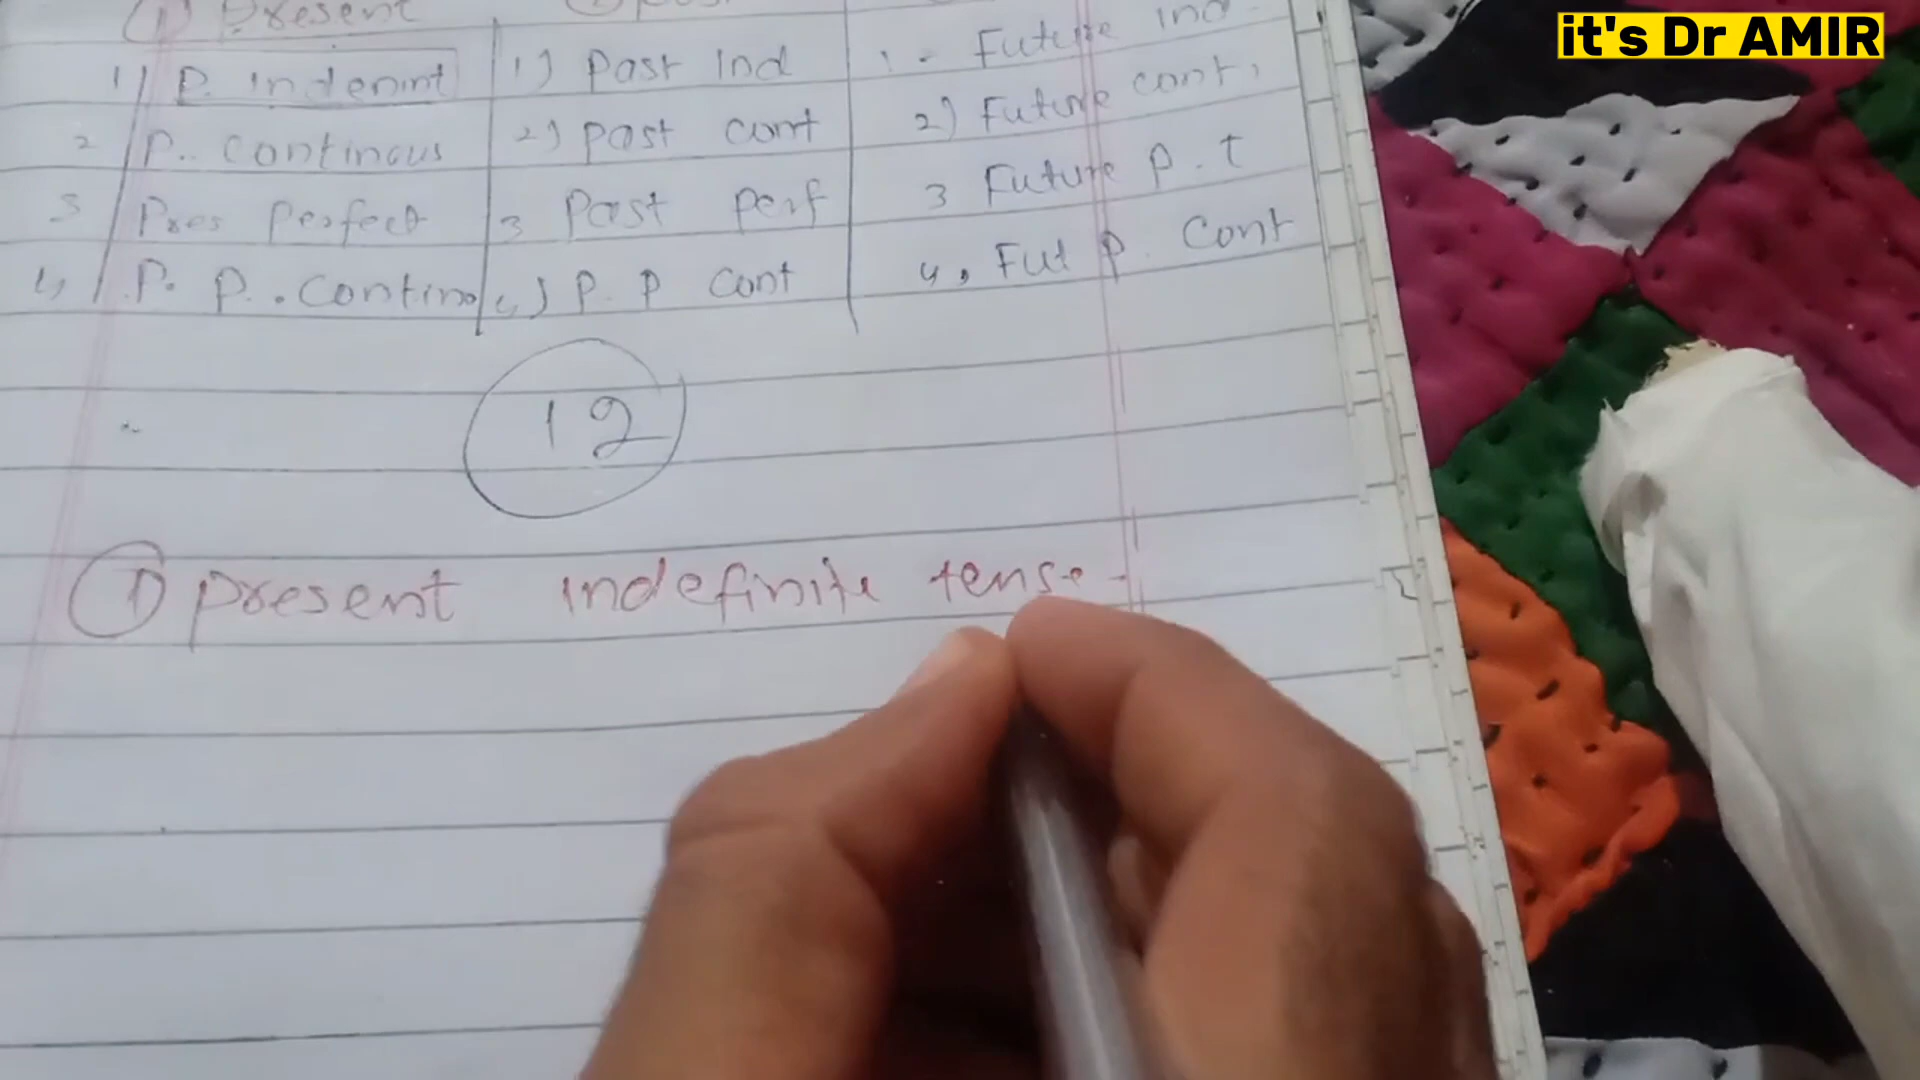 it's Dr AMIR
① Present
1) P. Indenint 1) Past Ind 1- Future ind-
2 P.. Continous 2) past cont 2) Future cont.
3 Pres Perfect 3 Past perf 3 Future P.t
4, P. P. Contino 4) P. P Cont 4, Fut P. Cont
12
① present indefinite tense-